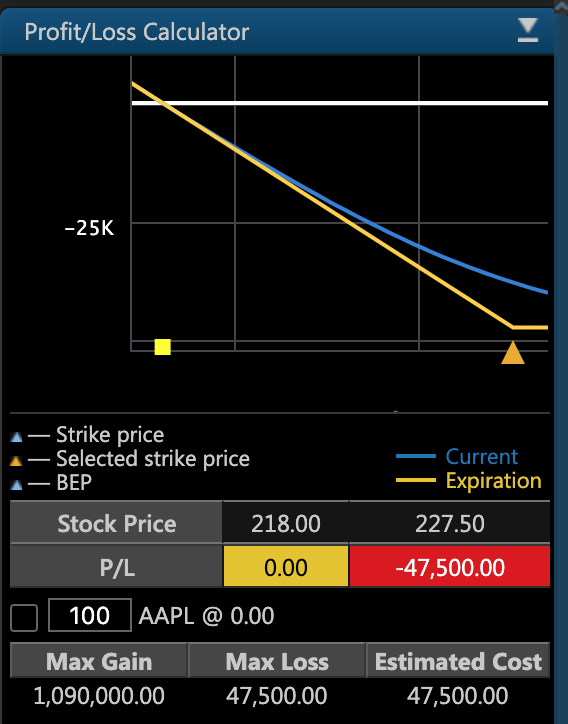 Profit/Loss Calculator
-25K
— Strike price
— Selected strike price
— BEP
Current
Expiration
Stock Price 218.00 227.50
P/L 0.00 -47,500.00
100 AAPL @ 0.00
Max Gain Max Loss Estimated Cost
1,090,000.00 47,500.00 47,500.00